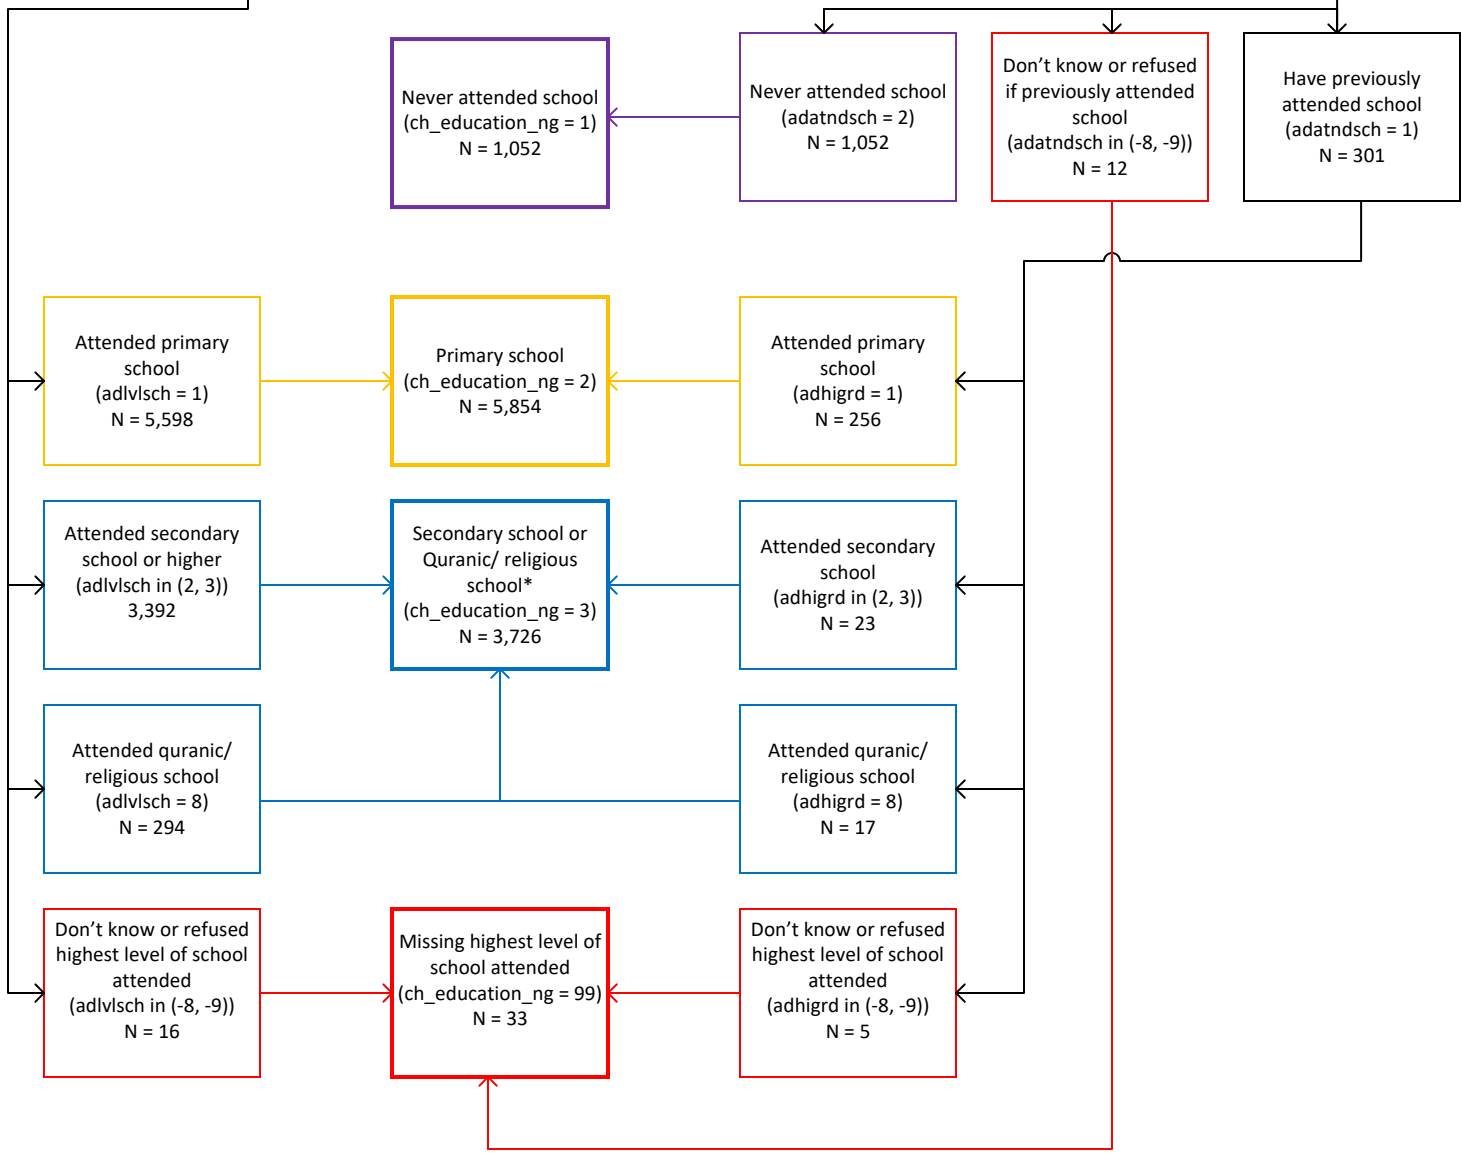 Never attended school
(ch_education_ng = 1)
N = 1,052
Never attended school
(adatndsch = 2)
N = 1,052
Don’t know or refused
if previously attended
school
(adatndsch in (-8, -9))
N = 12
Have previously
attended school
(adatndsch = 1)
N = 301
Attended primary
school
(adlvlsch = 1)
N = 5,598
Primary school
(ch_education_ng = 2)
N = 5,854
Attended primary
school
(adhigrd = 1)
N = 256
Attended secondary
school or higher
(adlvlsch in (2, 3))
3,392
Secondary school or
Quranic/ religious
school*
(ch_education_ng = 3)
N = 3,726
Attended secondary
school
(adhigrd in (2, 3))
N = 23
Attended quranic/
religious school
(adlvlsch = 8)
N = 294
Attended quranic/
religious school
(adhigrd = 8)
N = 17
Don’t know or refused
highest level of school
attended
(adlvlsch in (-8, -9))
N = 16
Missing highest level of
school attended
(ch_education_ng = 99)
N = 33
Don’t know or refused
highest level of school
attended
(adhigrd in (-8, -9))
N = 5